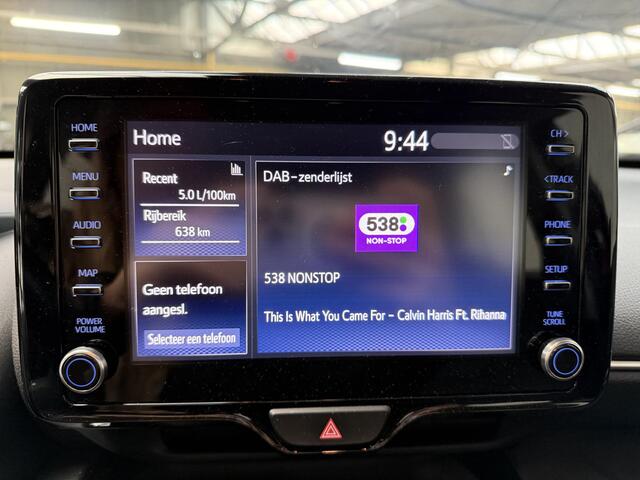 HOME
MENU
AUDIO
MAP
POWER
VOLUME
Home
9:44
Recent
5.0 L/100km
Rijbereik
638 km
Geen telefoon
aangesl.
Selecteer een telefoon
DAB-zenderlijst
538
NON-STOP
538 NONSTOP
This Is What You Came For - Calvin Harris Ft. Rihanna
CH >
< TRACK
PHONE
SETUP
TUNE
SCROLL